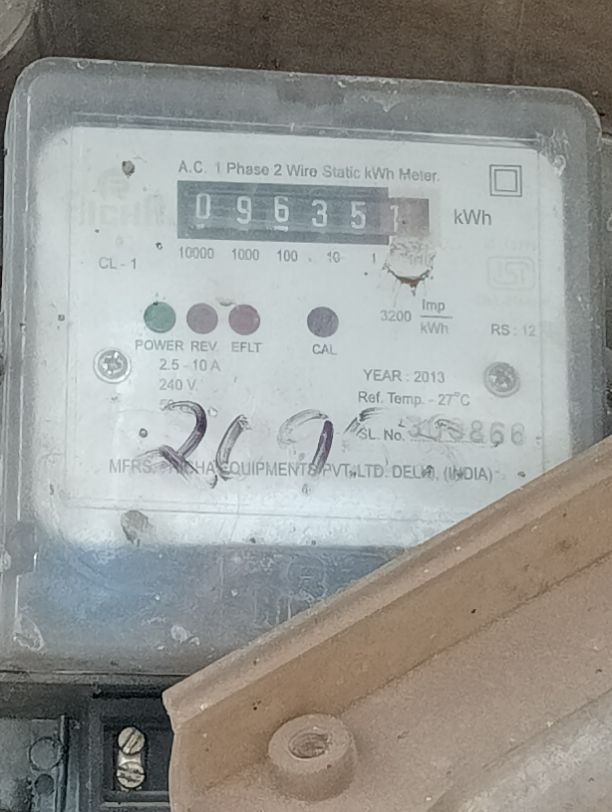 A.C. 1 Phase 2 Wire Static kWh Meter.
0 9 6 3 5 1 kWh
10000 1000 100 10 1
CL - 1
3200 Imp/kWh
RS : 12
POWER REV. EFLT CAL
2.5 - 10 A
240 V.
YEAR : 2013
Ref. Temp. - 27°C
SL. No.
MFRS. EQUIPMENTS PVT. LTD. DELHI, (INDIA)